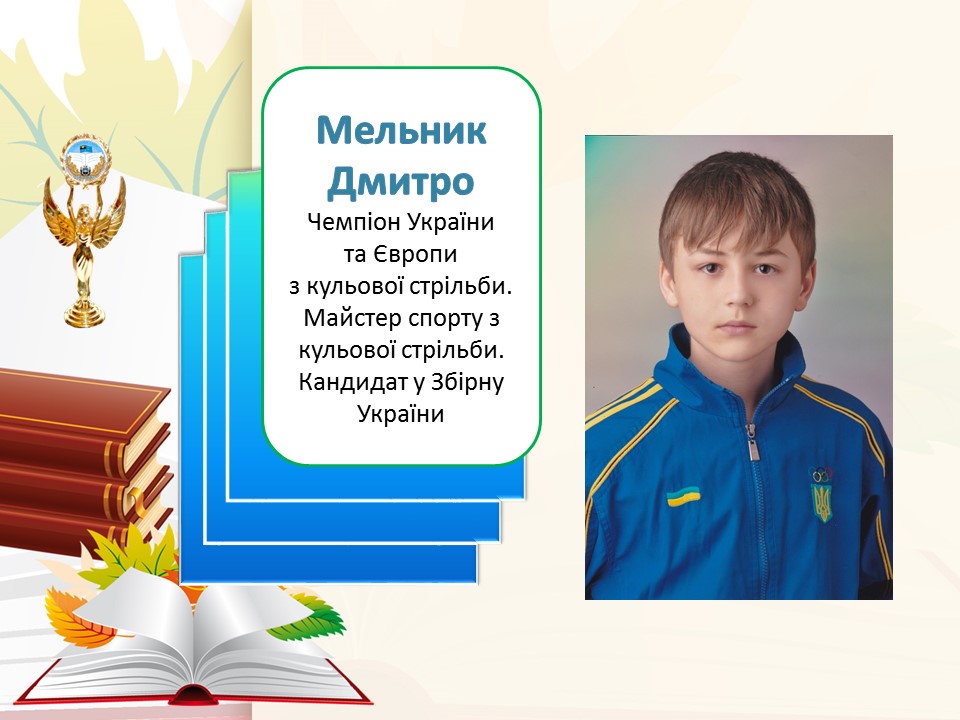 Мельник
Дмитро
Чемпіон України
та Європи
з кульової стрільби.
Майстер спорту з
кульової стрільби.
Кандидат у Збірну
України